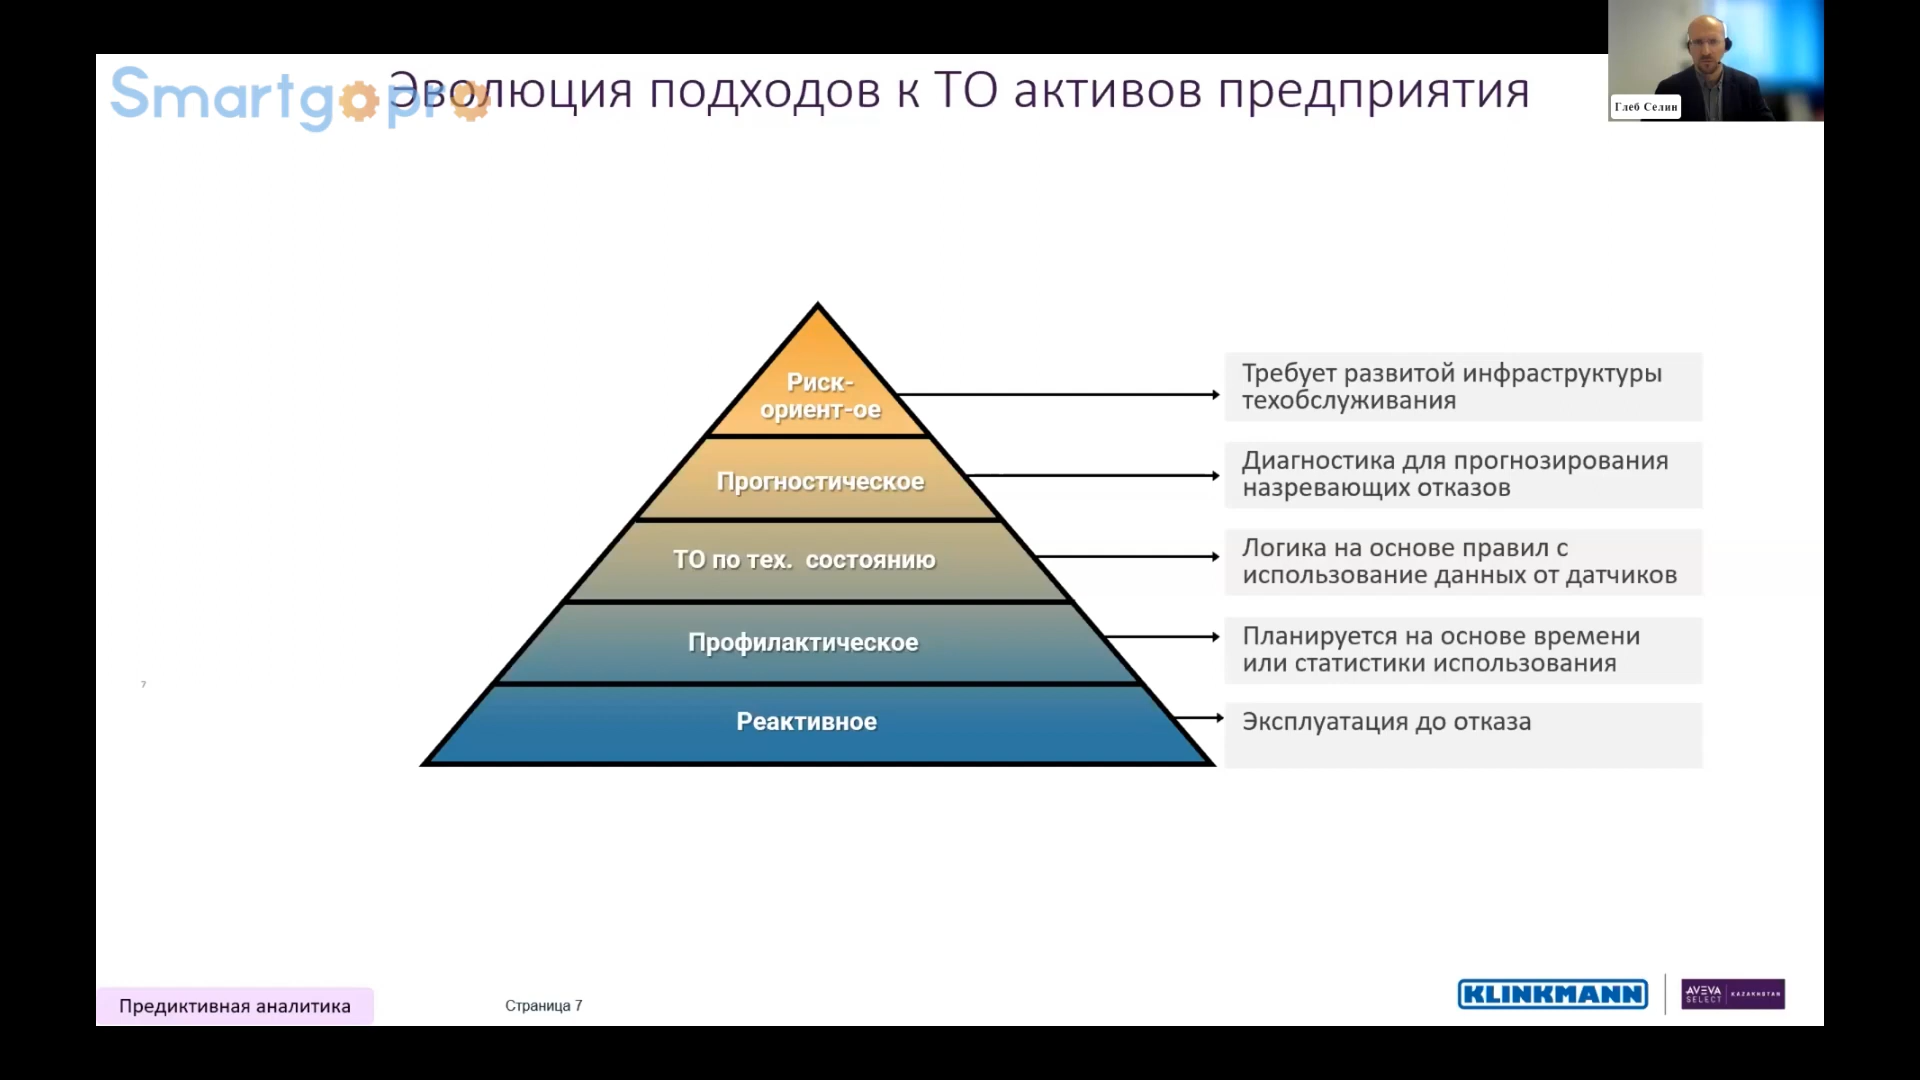 Smartgopro
Эволюция подходов к ТО активов предприятия
Глеб Селин
Риск-
ориент-ое
Требует развитой инфраструктуры
техобслуживания
Прогностическое
Диагностика для прогнозирования
назревающих отказов
ТО по тех. состоянию
Логика на основе правил с
использование данных от датчиков
Профилактическое
Планируется на основе времени
или статистики использования
7
Реактивное
Эксплуатация до отказа
Предиктивная аналитика
Страница 7
KLINKMANN
AVEVA
SELECT
KAZAKHSTAN